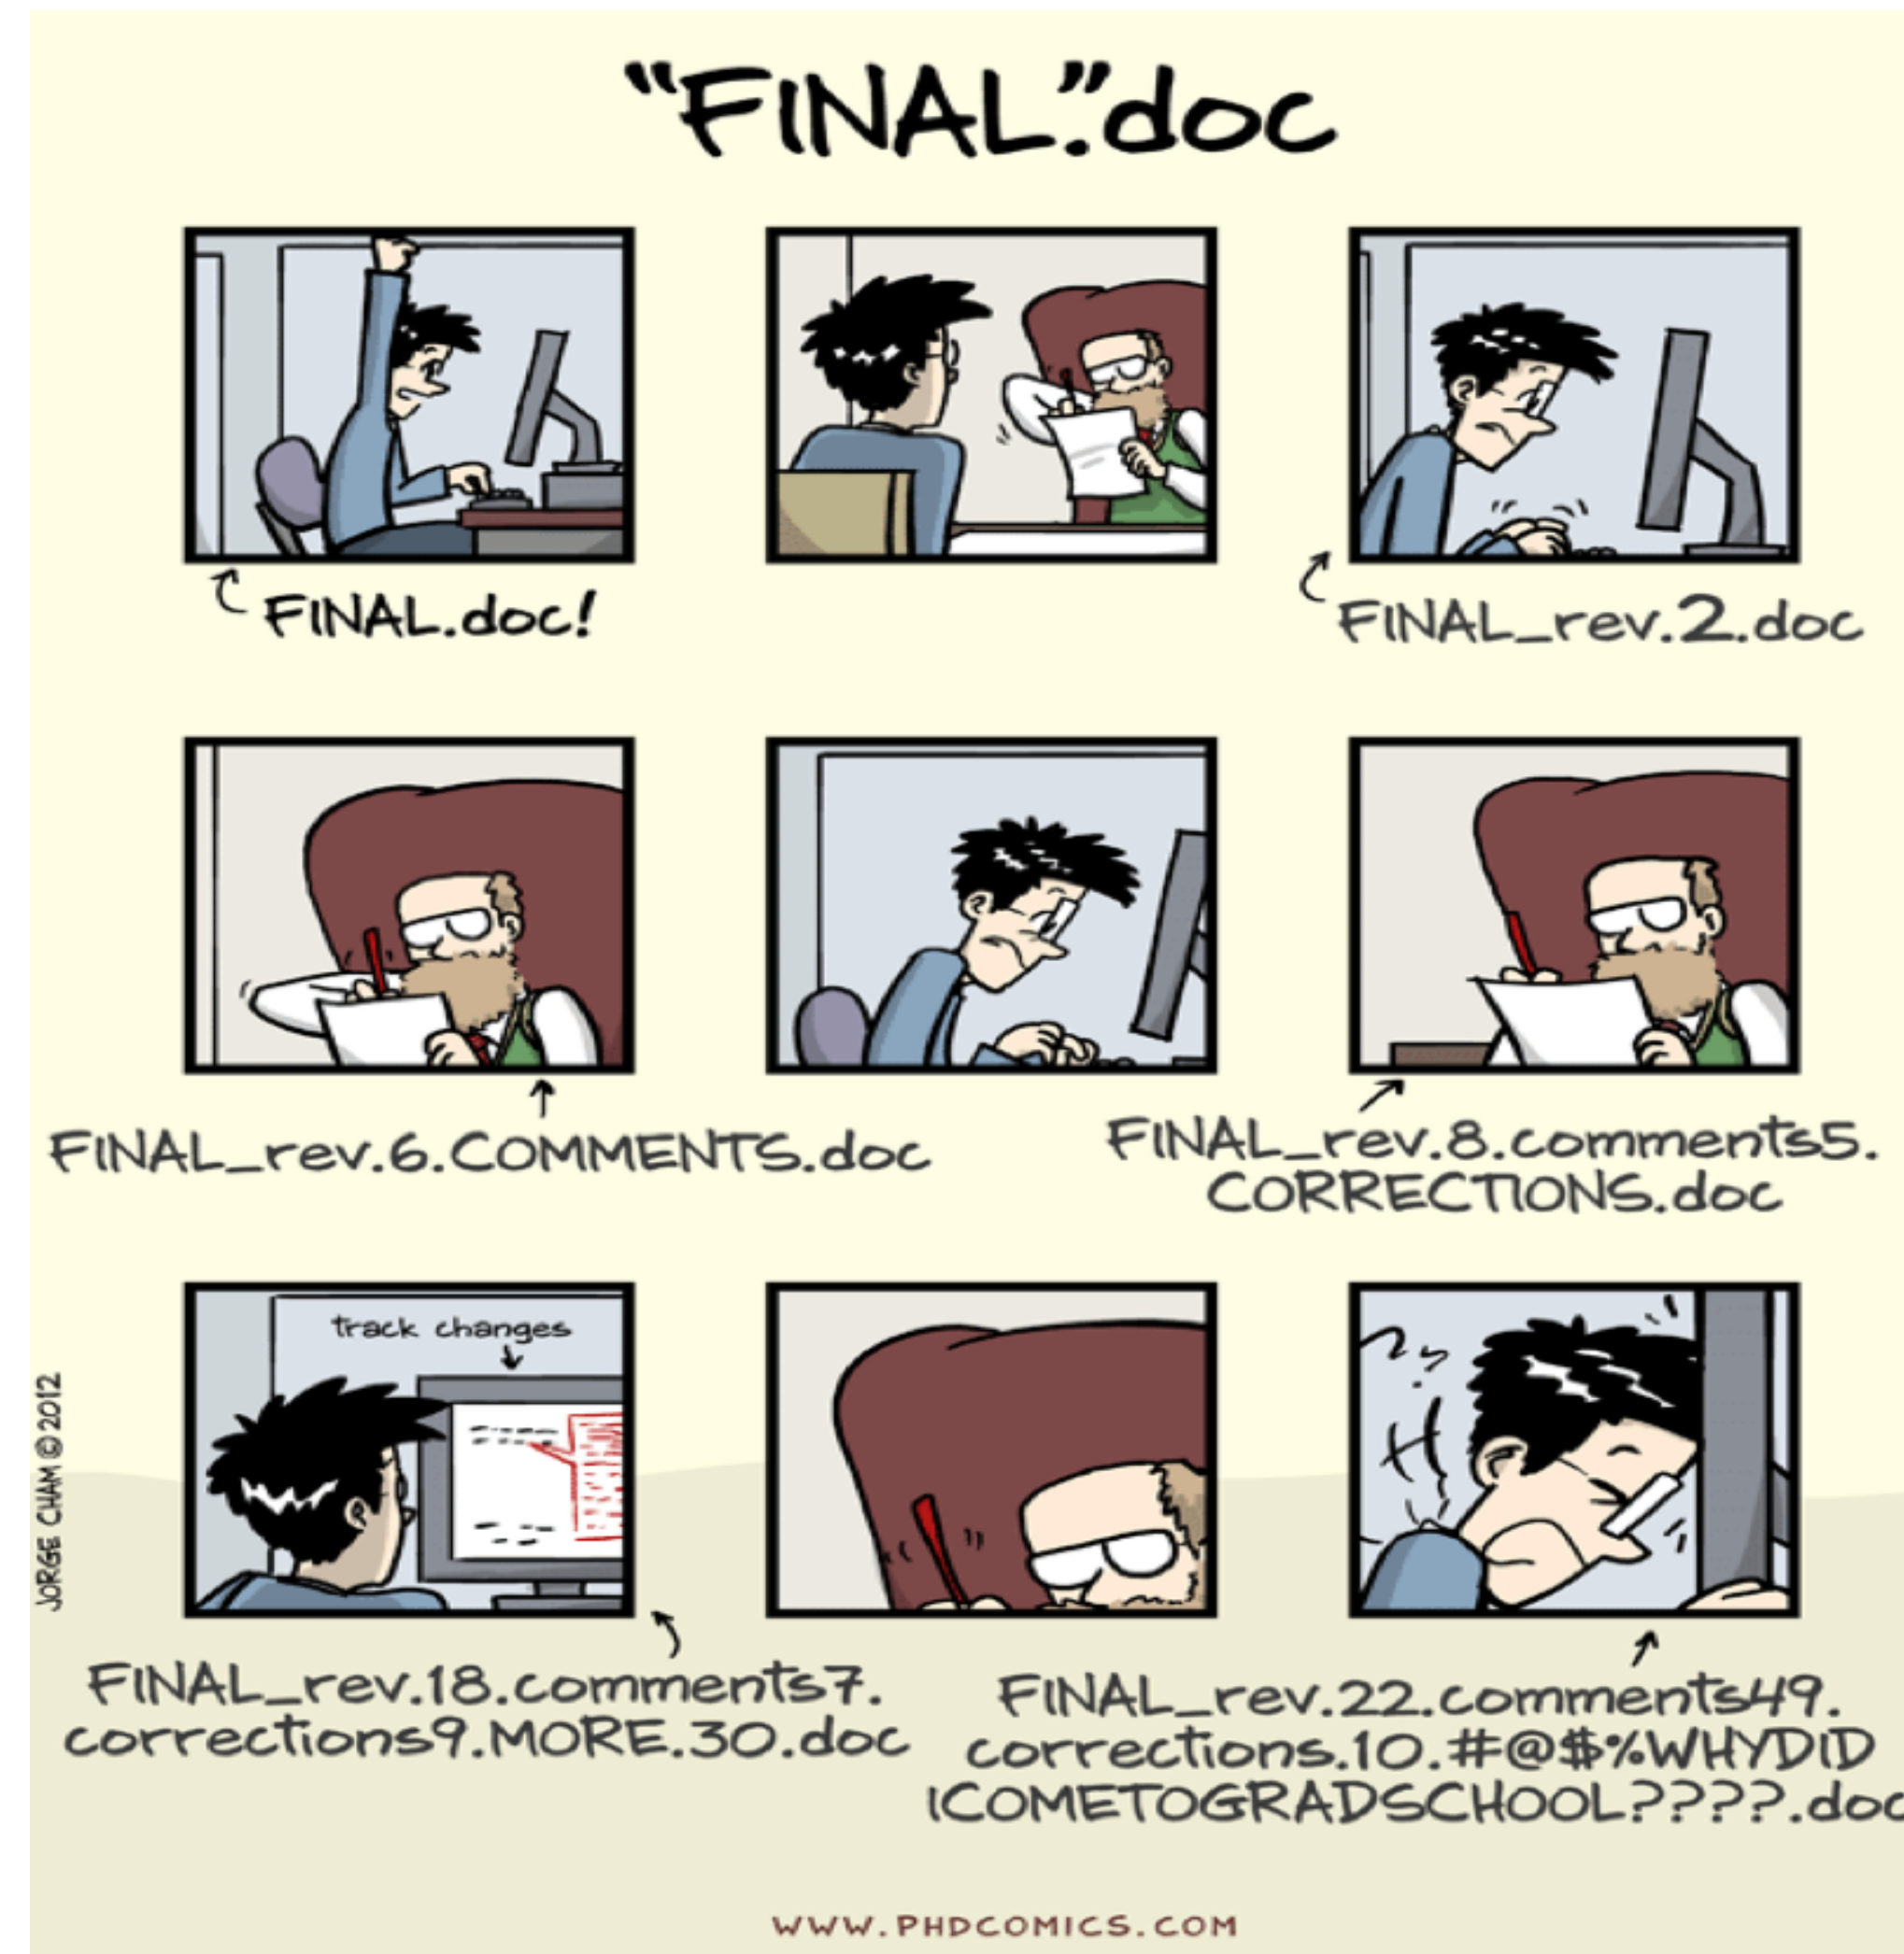 "FINAL".doc
FINAL.doc!
FINAL_rev.2.doc
FINAL_rev.6.COMMENTS.doc
FINAL_rev.8.comments5.
CORRECTIONS.doc
track changes
FINAL_rev.18.comments7.
corrections9.MORE.30.doc
FINAL_rev.22.comments49.
corrections.10.#@$%WHYDID
ICOMETOGRADSCHOOL????.doc
JORGE CHAM © 2012
WWW.PHDCOMICS.COM